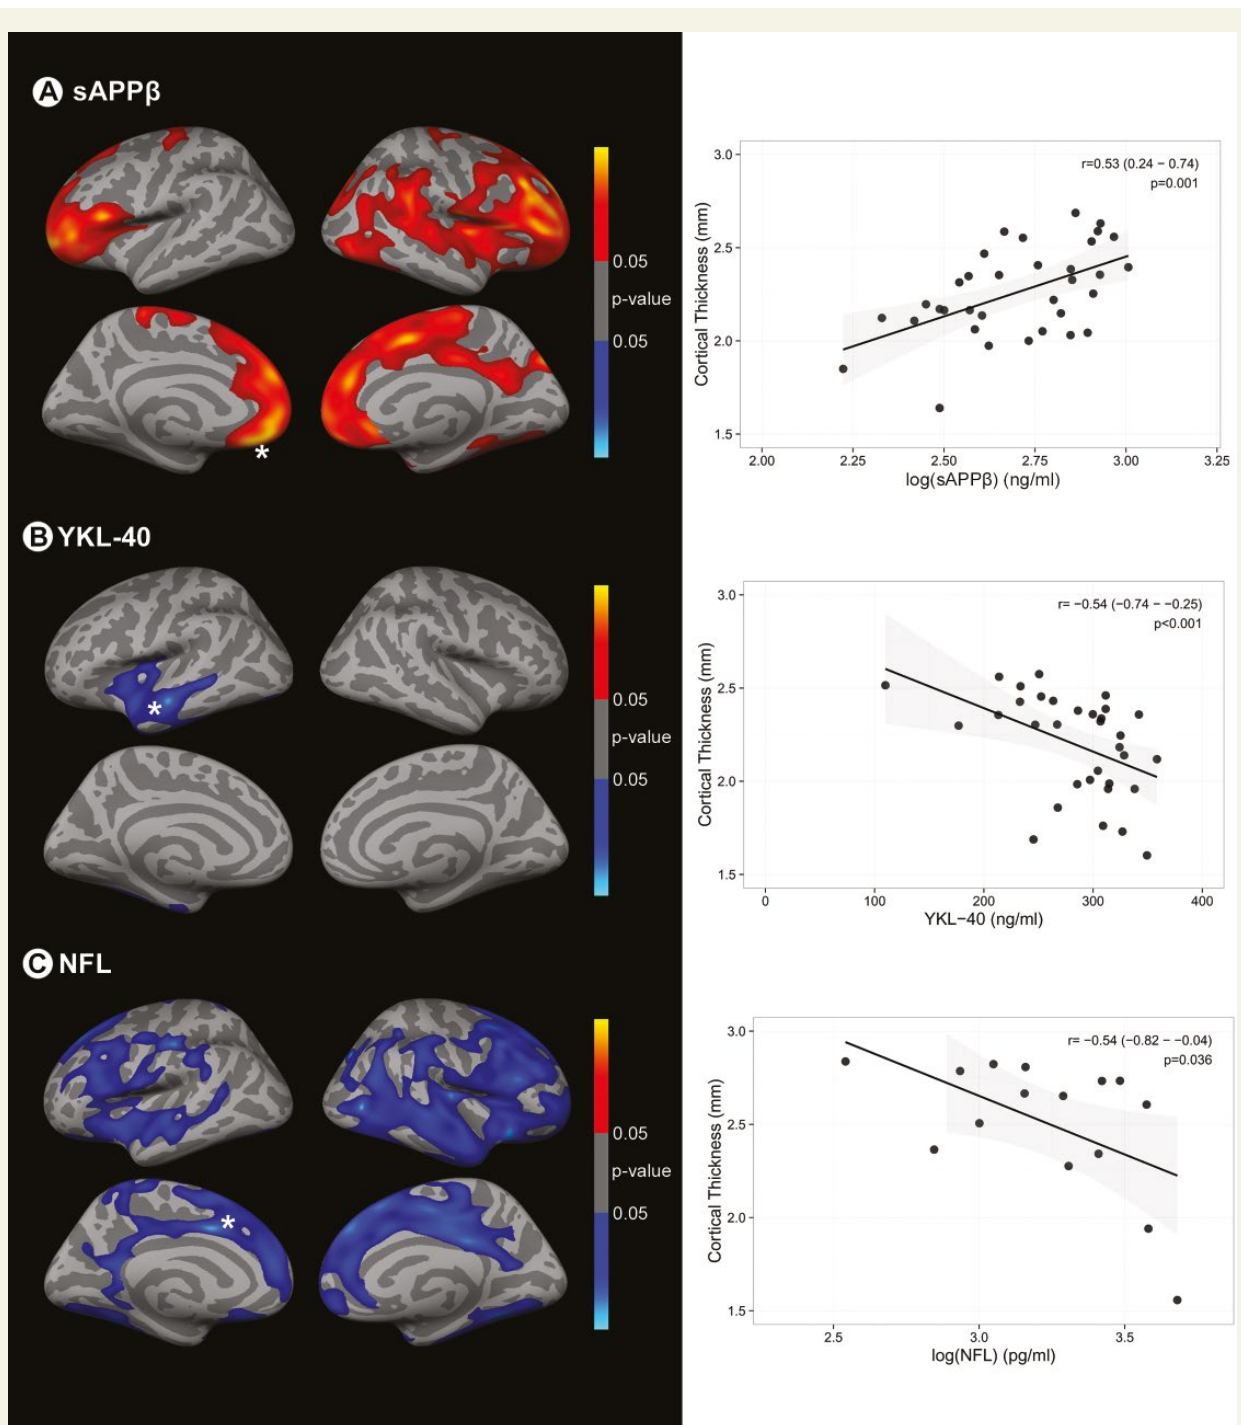 A sAPPβ
0.05
p-value
0.05
*
Cortical Thickness (mm)
3.0
2.5
2.0
1.5
r=0.53 (0.24 − 0.74)
p=0.001
2.00 2.25 2.50 2.75 3.00 3.25
log(sAPPβ) (ng/ml)
B YKL-40
0.05
p-value
0.05
*
Cortical Thickness (mm)
3.0
2.5
2.0
1.5
r= −0.54 (−0.74 − −0.25)
p<0.001
0 100 200 300 400
YKL−40 (ng/ml)
C NFL
0.05
p-value
0.05
*
Cortical Thickness (mm)
3.0
2.5
2.0
1.5
r= −0.54 (−0.82 − −0.04)
p=0.036
2.5 3.0 3.5
log(NFL) (pg/ml)